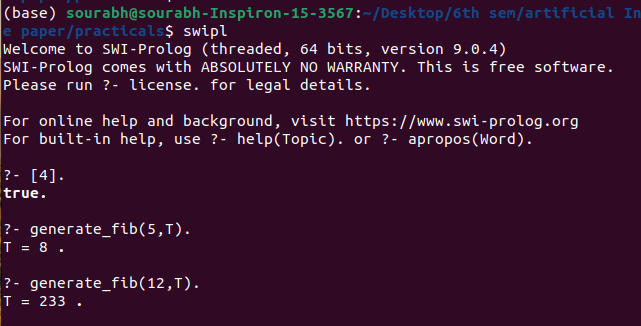 (base) sourabh@sourabh-Inspiron-15-3567:~/Desktop/6th sem/artificial In
e paper/practicals$ swipl
Welcome to SWI-Prolog (threaded, 64 bits, version 9.0.4)
SWI-Prolog comes with ABSOLUTELY NO WARRANTY. This is free software.
Please run ?- license. for legal details.

For online help and background, visit https://www.swi-prolog.org
For built-in help, use ?- help(Topic). or ?- apropos(Word).

?- [4].
true.

?- generate_fib(5,T).
T = 8 .

?- generate_fib(12,T).
T = 233 .